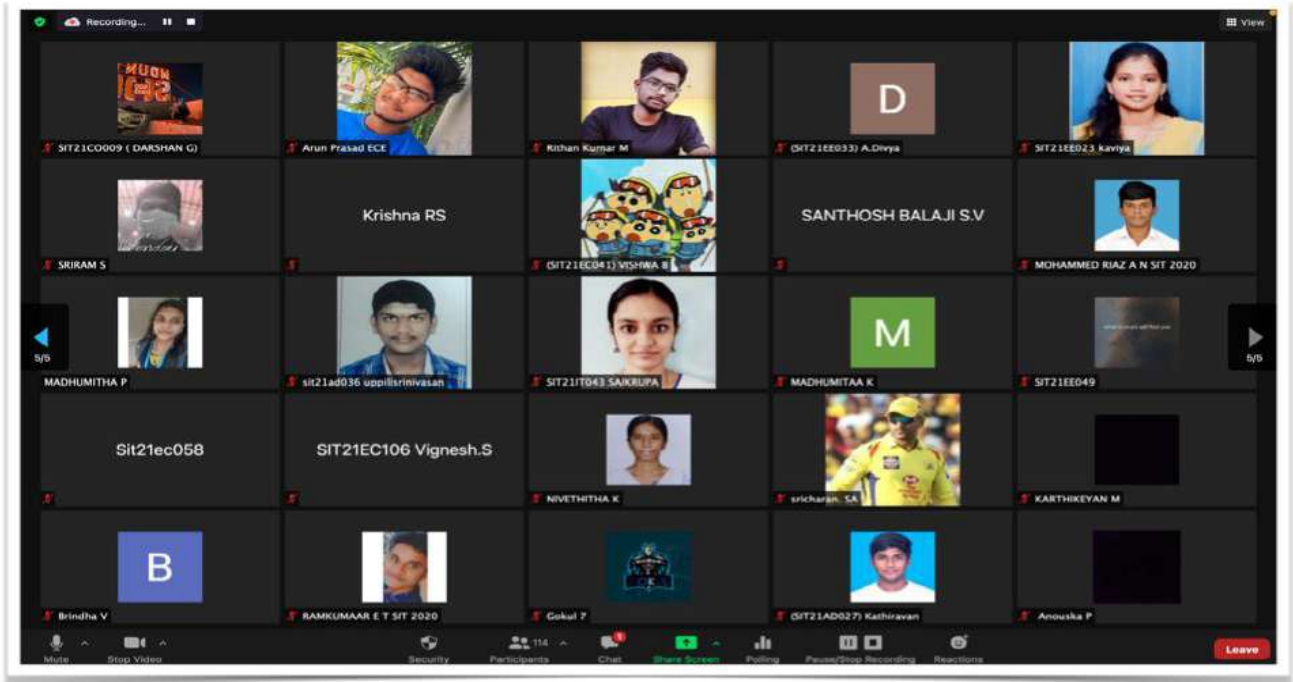 Recording...
View
SIT21CO009 ( DARSHAN G)
Arun Prasad ECE
Rithan Kumar M
D
(SIT21EE033) A.Divya
SIT21EE023 kaviya
SRIRAM S
Krishna RS
(SIT21EC041) VISHWA B
SANTHOSH BALAJI S.V
MOHAMMED RIAZ A N SIT 2020
5/5
MADHUMITHA P
sit21ad036 uppilisrinivasan
SIT21IT043 SAIKRUPA
M
MADHUMITAA K
SIT21EE049
5/5
Sit21ec058
SIT21EC106 Vignesh.S
NIVETHITHA K
sricharan. SA
KARTHIKEYAN M
B
Brindha V
RAMKUMAAR E T SIT 2020
Gokul 7
(SIT21AD027) Kathiravan
Anouska P
Mute
Stop Video
Security
114
Participants
1
Chat
Share Screen
Polling
Pause/Stop Recording
Reactions
Leave